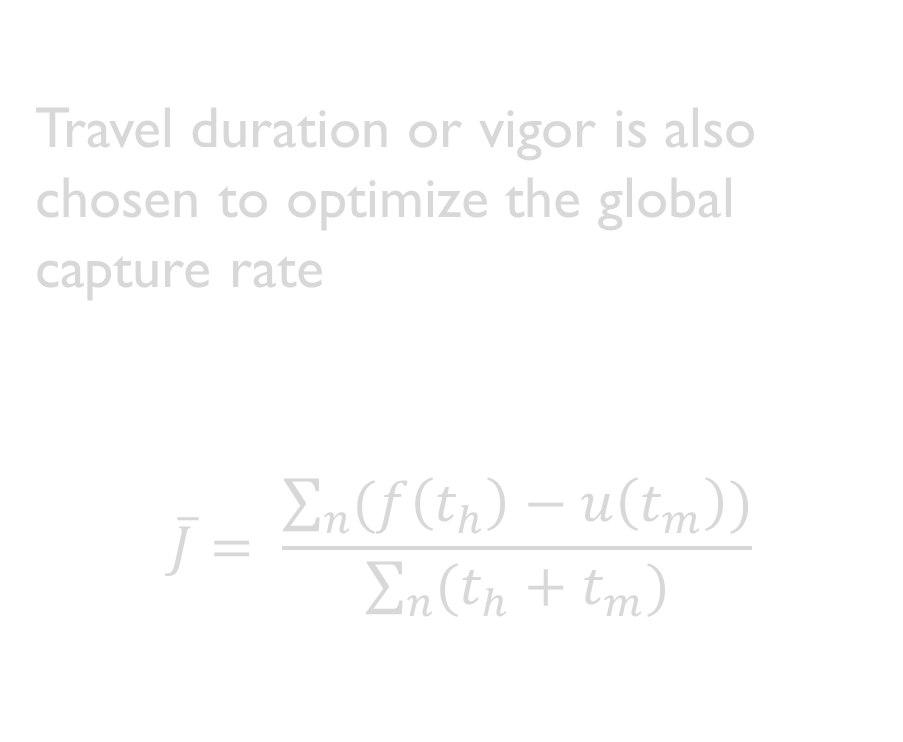 Travel duration or vigor is also
chosen to optimize the global
capture rate
J̄ = ∑ₙ(f(tₕ) − u(tₘ)) / ∑ₙ(tₕ + tₘ)